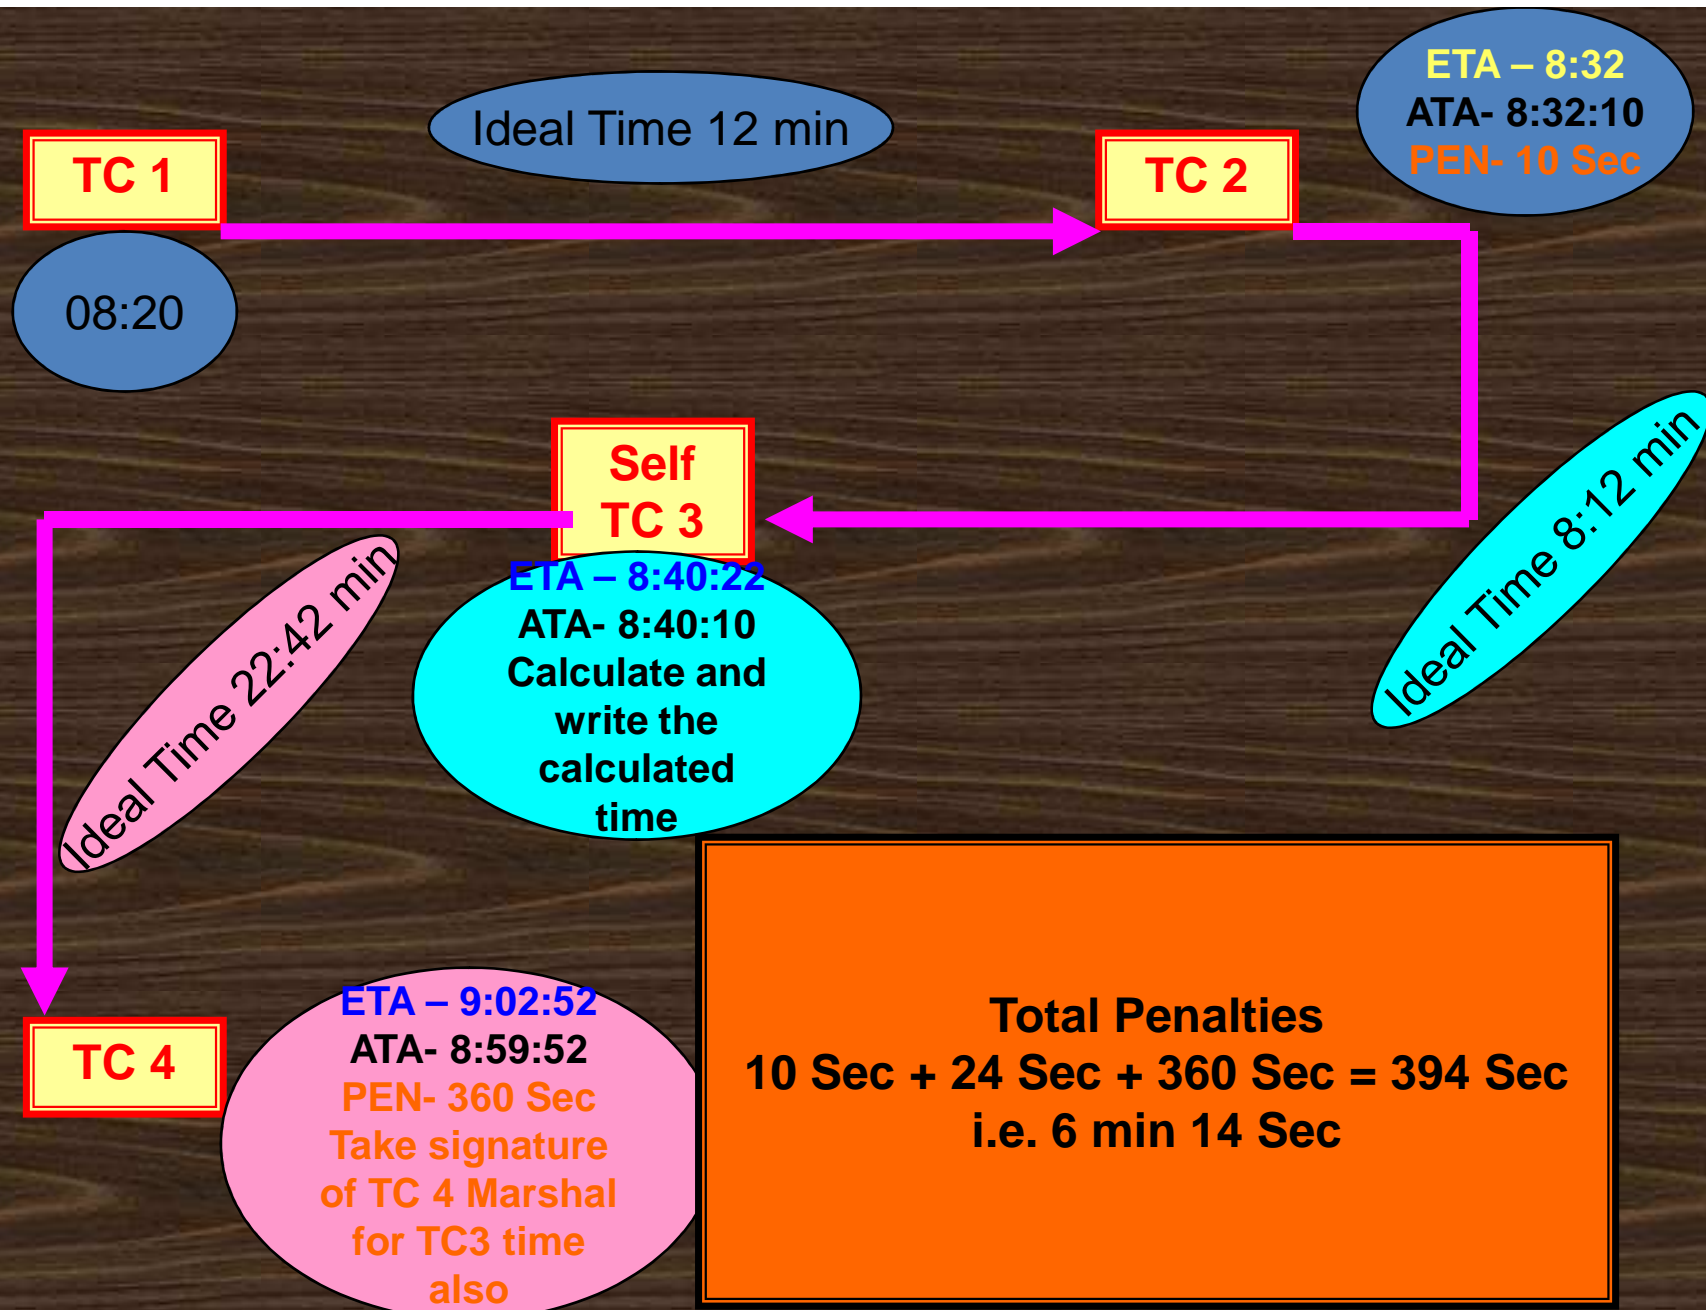 Ideal Time 12 min
ETA – 8:32
ATA- 8:32:10
PEN- 10 Sec
TC 1
TC 2
08:20
Self
TC 3
Ideal Time 8:12 min
ETA – 8:40:22
ATA- 8:40:10
Calculate and
write the
calculated
time
Ideal Time 22:42 min
TC 4
ETA – 9:02:52
ATA- 8:59:52
PEN- 360 Sec
Take signature
of TC 4 Marshal
for TC3 time
also
Total Penalties
10 Sec + 24 Sec + 360 Sec = 394 Sec
i.e. 6 min 14 Sec